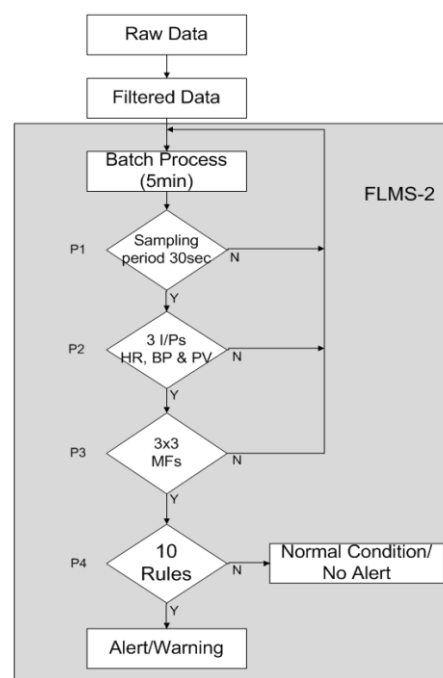 Raw Data
Filtered Data
Batch Process
(5min)
FLMS-2
P1
Sampling
period 30sec
N
Y
P2
3 I/Ps
HR, BP & PV
N
Y
P3
3x3
MFs
N
Y
P4
10
Rules
N
Normal Condition/
No Alert
Y
Alert/Warning